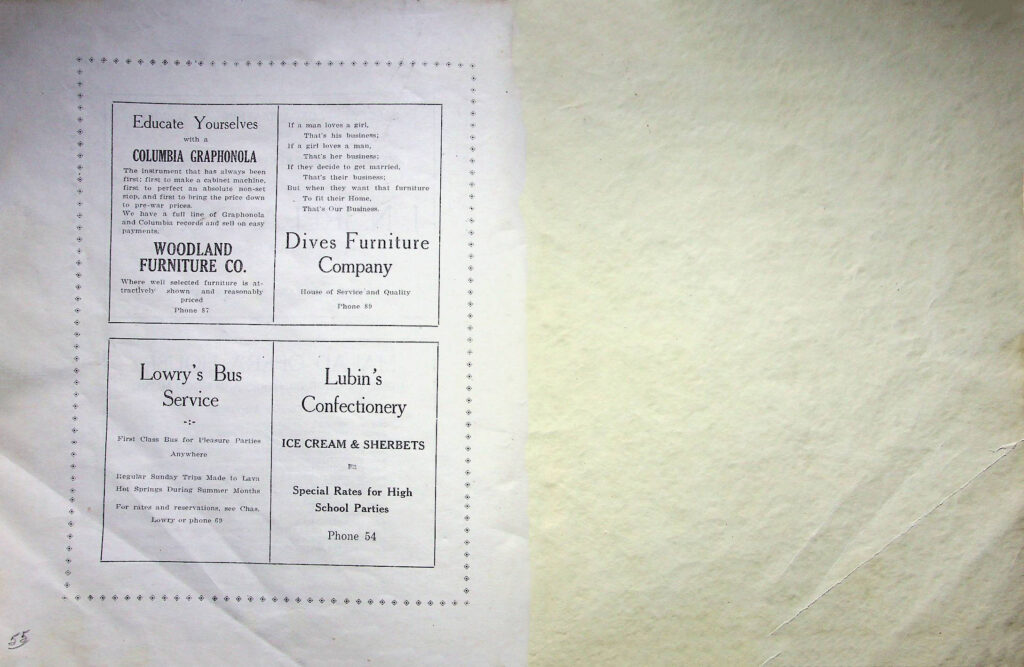 Educate Yourselves
with a
COLUMBIA GRAPHONOLA
The instrument that has always been
first; first to make a cabinet machine,
first to perfect an absolute non-set
stop, and first to bring the price down
to pre-war prices.
We have a full line of Graphonola
and Columbia records and sell on easy
payments.
WOODLAND
FURNITURE CO.
Where well selected furniture is at-
tractively shown and reasonably
priced
Phone 87
If a man loves a girl,
That's his business;
If a girl loves a man,
That's her business;
If they decide to get married,
That's their business;
But when they want that furniture
To fit their Home,
That's Our Business.
Dives Furniture
Company
House of Service and Quality
Phone 89
Lowry's Bus
Service
-:-
First Class Bus for Pleasure Parties
Anywhere
Regular Sunday Trips Made to Lava
Hot Springs During Summer Months
For rates and reservations, see Chas.
Lowry or phone 69
Lubin's
Confectionery
ICE CREAM & SHERBETS
Special Rates for High
School Parties
Phone 54
55